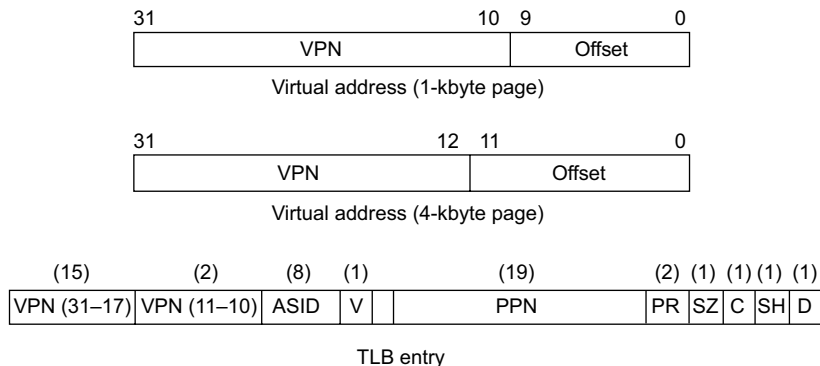 31 10 9 0
VPN Offset
Virtual address (1-kbyte page)
31 12 11 0
VPN Offset
Virtual address (4-kbyte page)
(15) (2) (8) (1) (19) (2) (1) (1) (1) (1)
VPN (31–17) VPN (11–10) ASID V PPN PR SZ C SH D
TLB entry